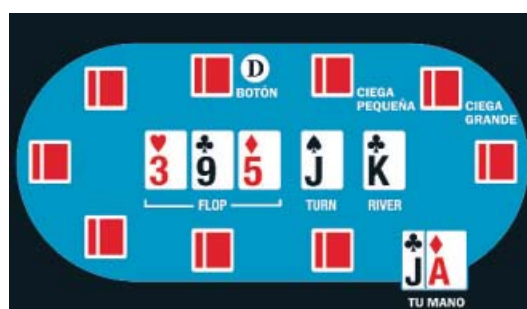 D
BOTÓN
CIEGA
PEQUEÑA
CIEGA
GRANDE
3 9 5 J K
FLOP TURN RIVER
J A
TU MANO